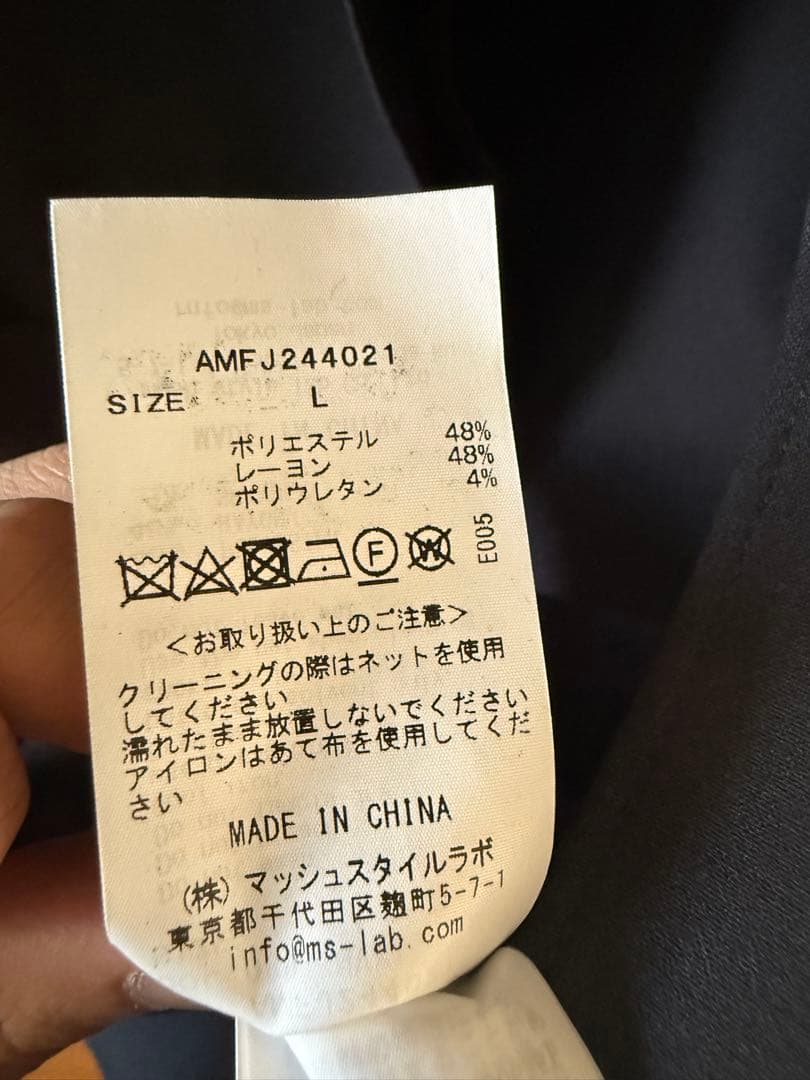 AMFJ244021
SIZE L
ポリエステル 48%
レーヨン 48%
ポリウレタン 4%
F W E005
<お取り扱い上のご注意>
クリーニングの際はネットを使用
してください
濡れたまま放置しないでください
アイロンはあて布を使用してくだ
さい
MADE IN CHINA
(株)マッシュスタイルラボ
東京都千代田区麹町5-7-1
info@ms-lab.com